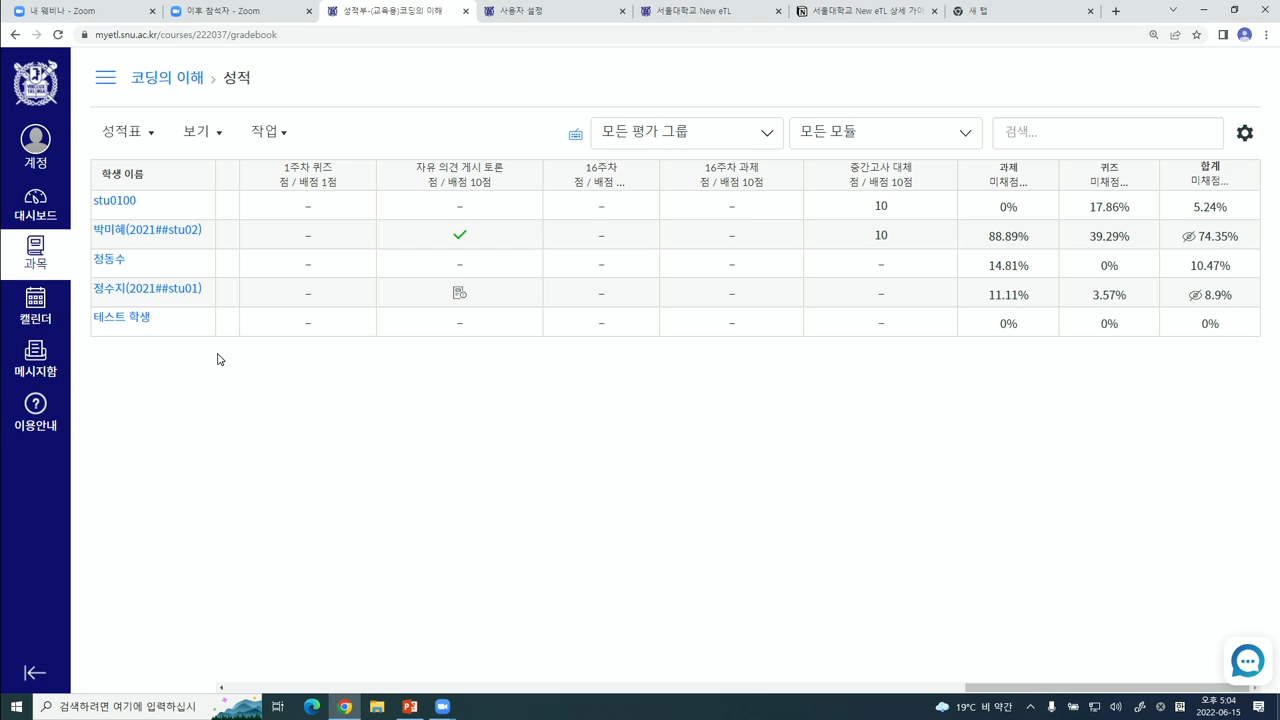 내 웨비나 - Zoom
이후 참석자 - Zoom
성적부-(교육용)코딩의 이해
사용자 설정
서울대학교 New eTL
서울대학교 New eTL 상세 가이
새 탭
myetl.snu.ac.kr/courses/222037/gradebook
코딩의 이해 › 성적
성적표
보기
작업
모든 평가 그룹
모든 모듈
검색...
계정
대시보드
과목
캘린더
메시지함
이용안내
학생 이름
1주차 퀴즈
점 / 배점 1점
자유 의견 게시 토론
점 / 배점 10점
16주차
점 / 배점 ...
16주차 과제
점 / 배점 10점
중간고사 대체
점 / 배점 10점
과제
미채점...
퀴즈
미채점...
합계
미채점...
stu0100 – – – – 10 0% 17.86% 5.24%
박미혜(2021##stu02) – – – 10 88.89% 39.29% 74.35%
정동수 – – – – – 14.81% 0% 10.47%
정수지(2021##stu01) – – – – 11.11% 3.57% 8.9%
테스트 학생 – – – – – 0% 0% 0%
검색하려면 여기에 입력하십시
19°C 비 약간
오후 5:04
2022-06-15